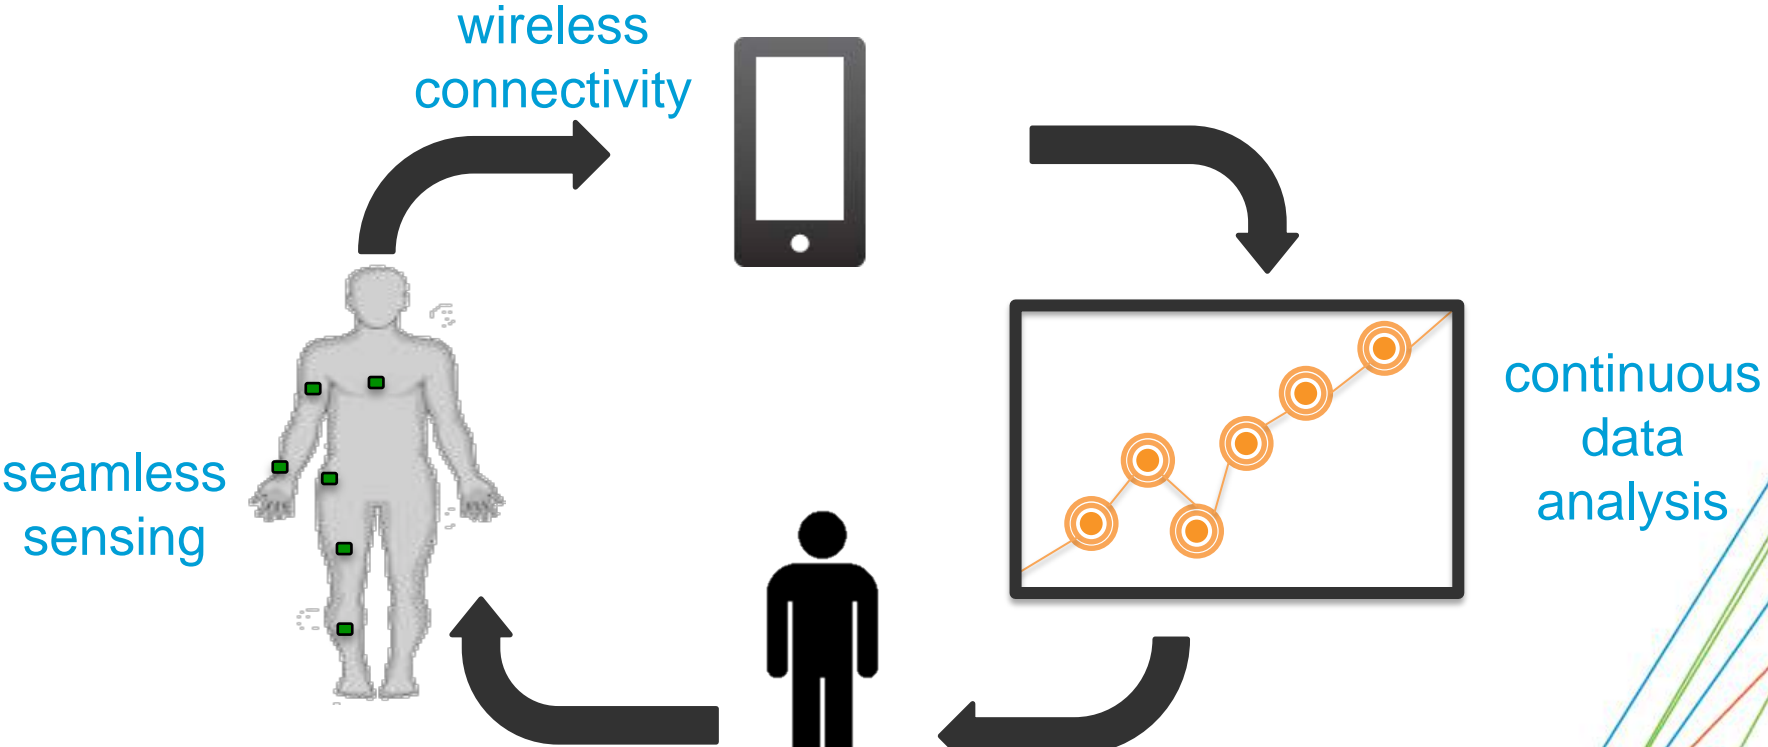 wireless
connectivity
seamless
sensing
continuous
data
analysis